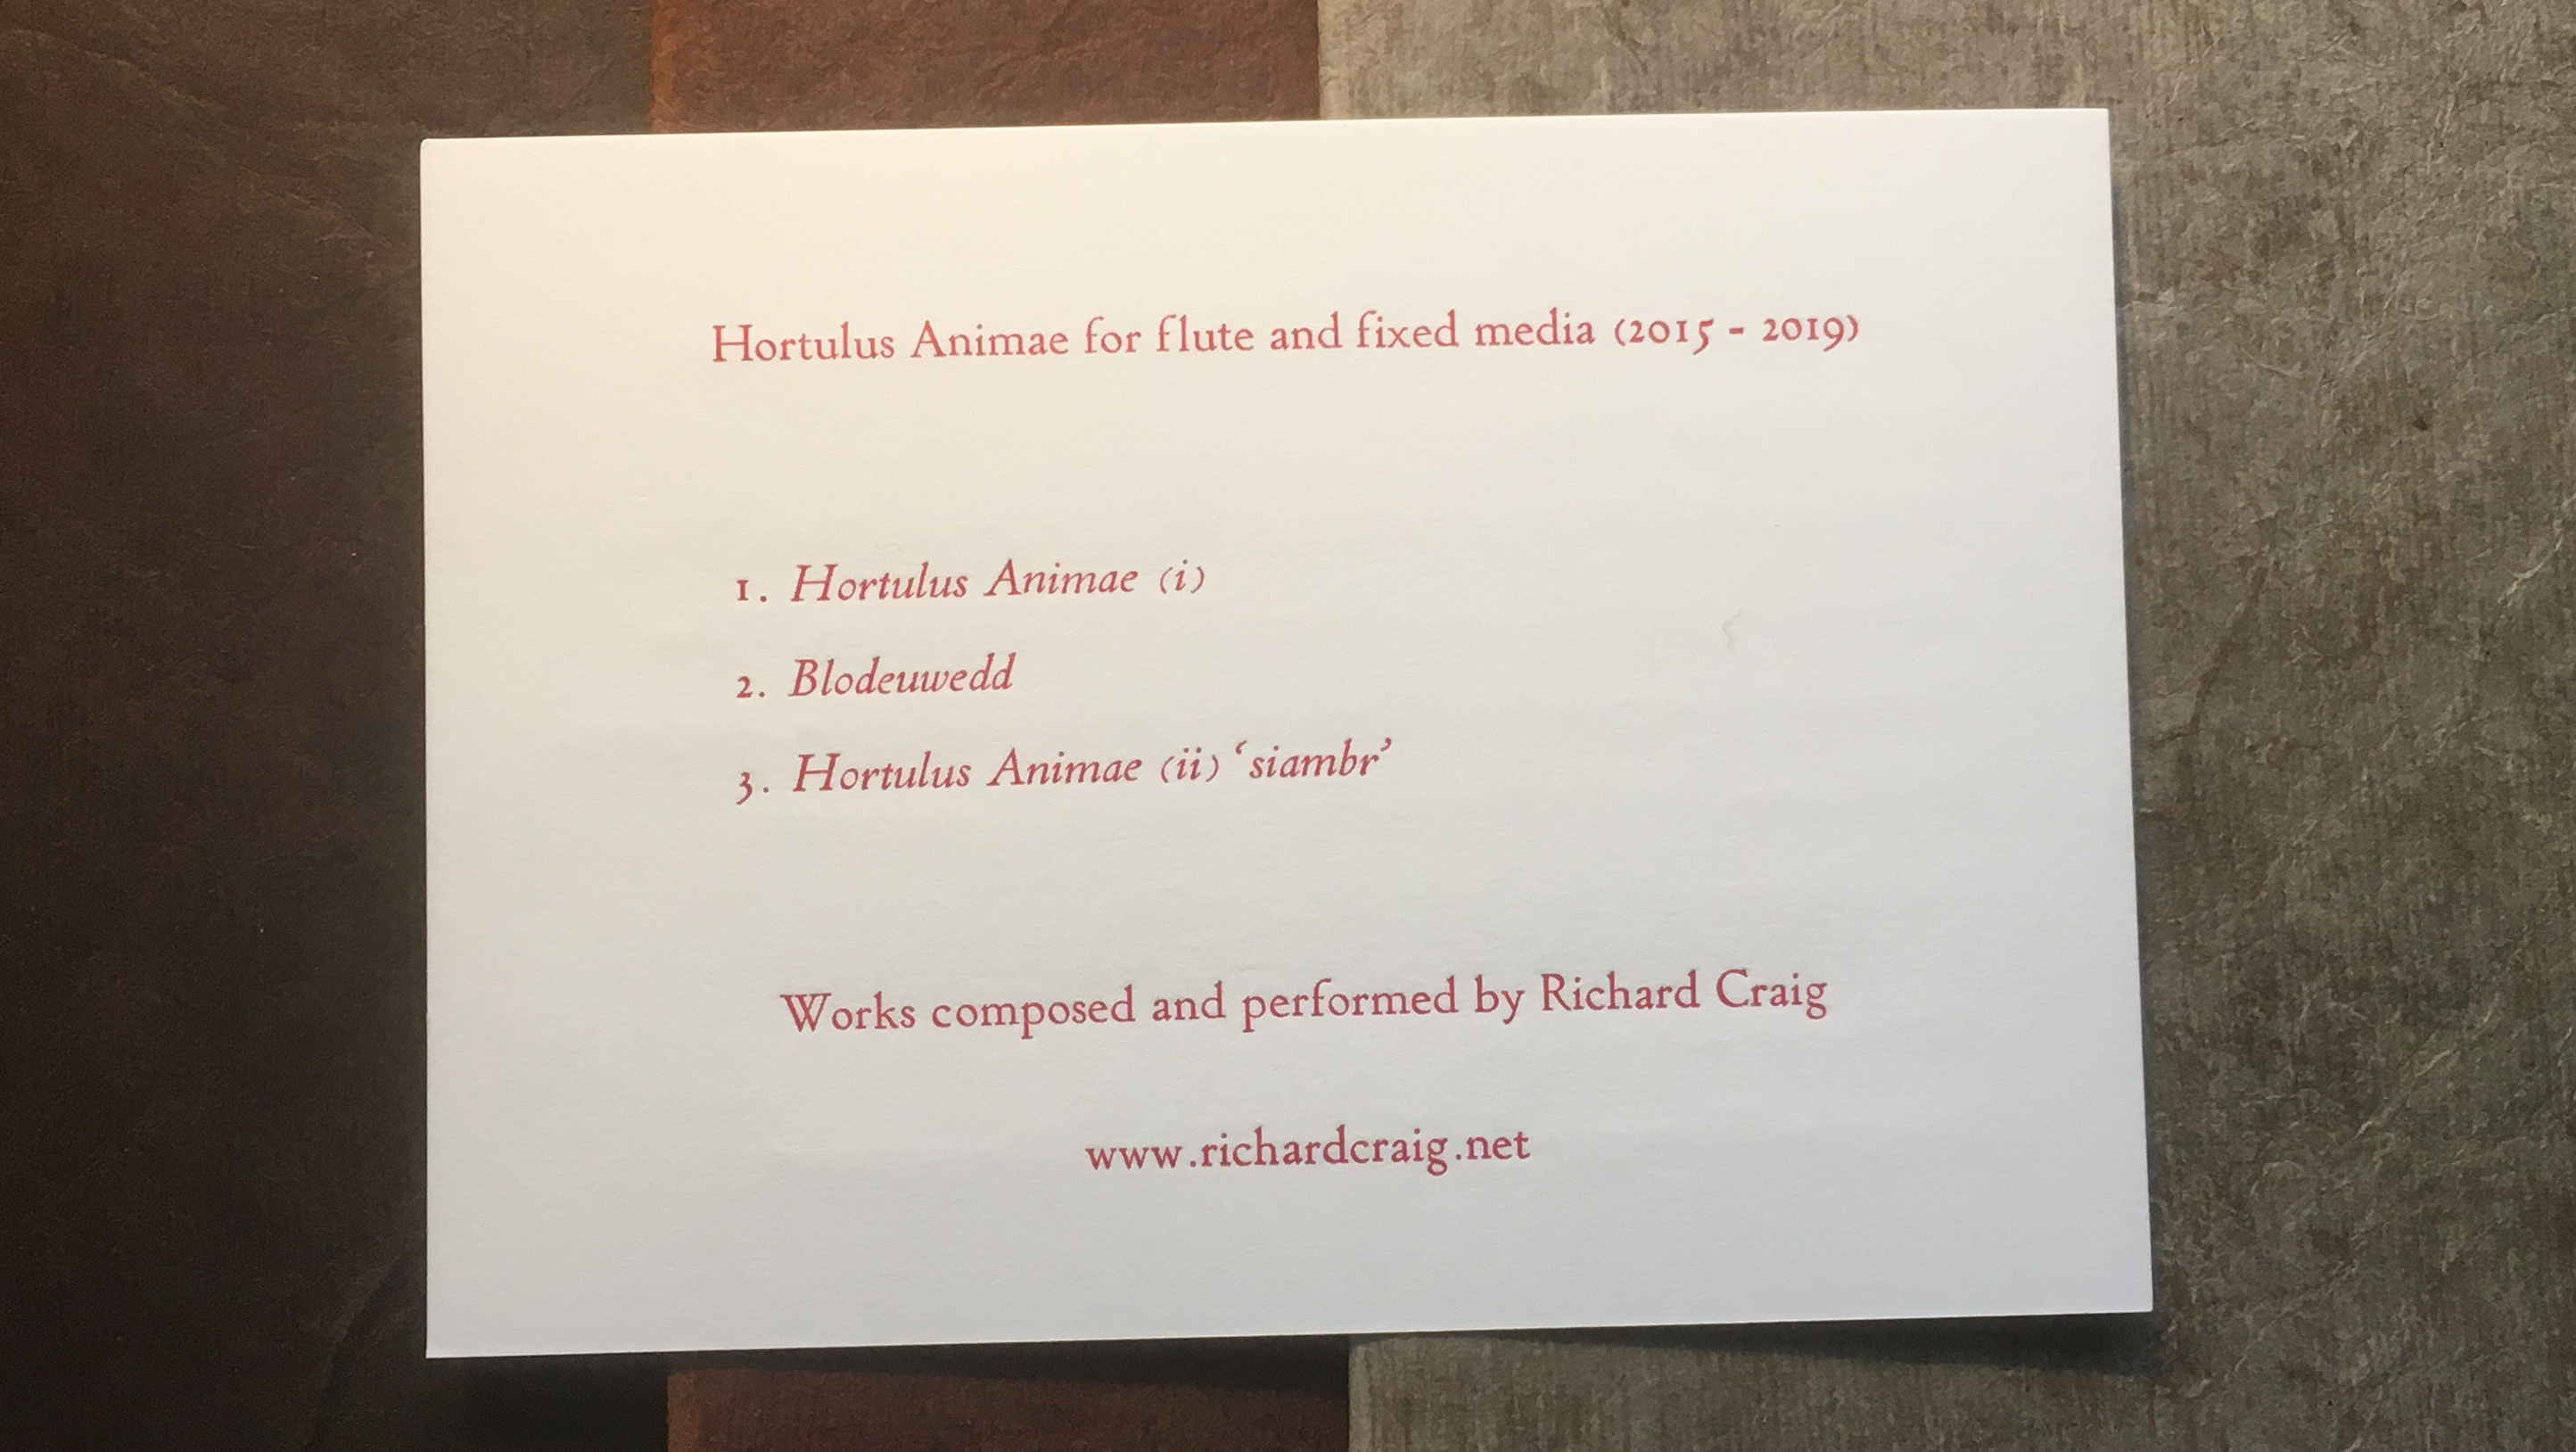 Hortulus Animae for flute and fixed media (2015 - 2019)
1. Hortulus Animae (i)
2. Blodeuwedd
3. Hortulus Animae (ii) ‘siambr’
Works composed and performed by Richard Craig
www.richardcraig.net